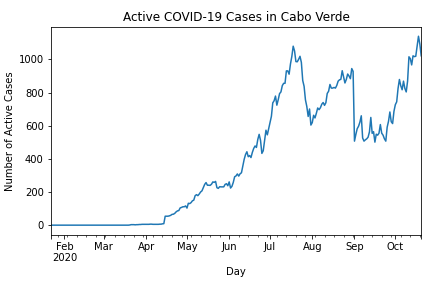 Active COVID-19 Cases in Cabo Verde
Number of Active Cases
1000
800
600
400
200
0
Feb Mar Apr May Jun Jul Aug Sep Oct
2020
Day